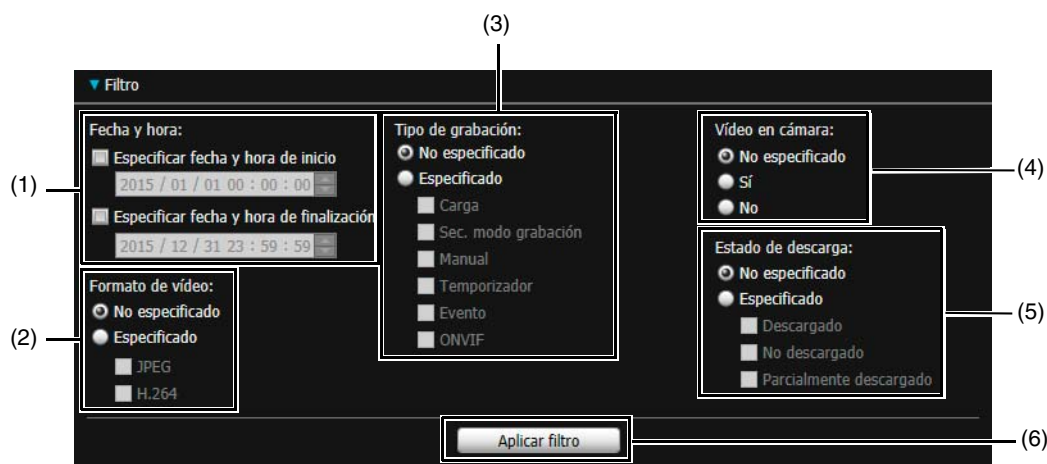 (3)
Filtro
(1)
Fecha y hora:
Especificar fecha y hora de inicio
2015 / 01 / 01 00 : 00 : 00
Especificar fecha y hora de finalización
2015 / 12 / 31 23 : 59 : 59
(2)
Formato de vídeo:
No especificado
Especificado
JPEG
H.264
Tipo de grabación:
No especificado
Especificado
Carga
Sec. modo grabación
Manual
Temporizador
Evento
ONVIF
Vídeo en cámara:
No especificado
Sí
No
(4)
Estado de descarga:
No especificado
Especificado
Descargado
No descargado
Parcialmente descargado
(5)
Aplicar filtro
(6)